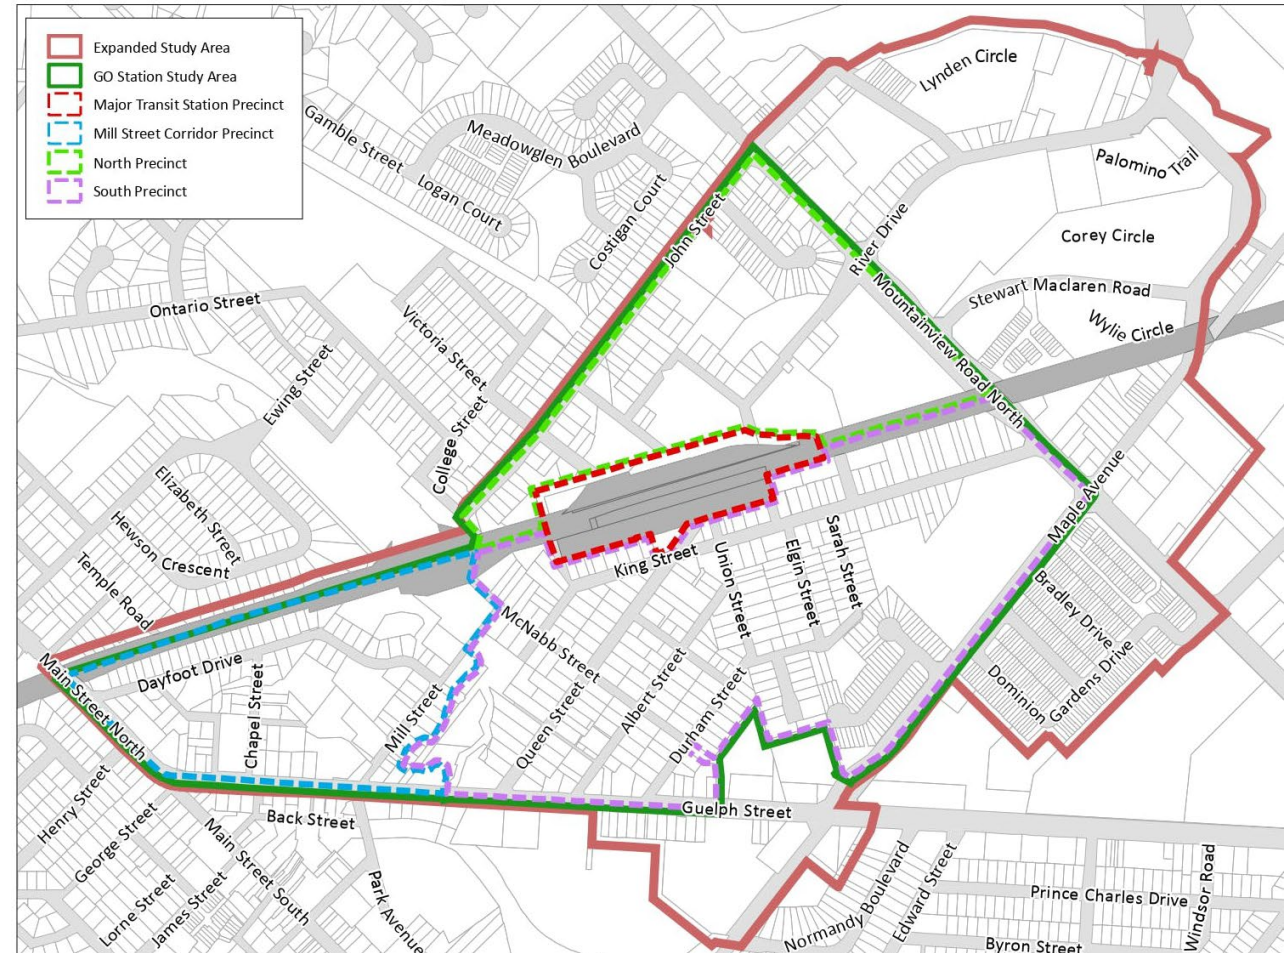 Expanded Study Area
GO Station Study Area
Major Transit Station Precinct
Mill Street Corridor Precinct
North Precinct
South Precinct
Lynden Circle
Gamble Street
Meadowglen Boulevard
Logan Court
Costigan Court
John Street
Palomino Trail
River Drive
Corey Circle
Mountainview Road North
Stewart Maclaren Road
Wylie Circle
Ontario Street
Victoria Street
Ewing Street
College Street
Elizabeth Street
Hewson Crescent
Temple Road
Maple Avenue
King Street
Union Street
Elgin Street
Sarah Street
Bradley Drive
McNabb Street
Dayfoot Drive
Main Street North
Chapel Street
Mill Street
Queen Street
Albert Street
Durham Street
Dominion
Gardens Drive
Guelph Street
Henry Street
George Street
Back Street
Main Street South
Lorne Street
James Street
Park Avenue
Normandy Boulevard
Edward Street
Prince Charles Drive
Windsor Road
Byron Street